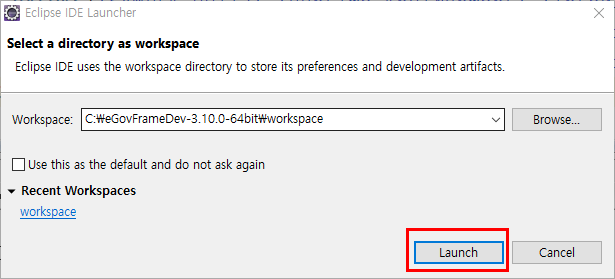 Eclipse IDE Launcher
Select a directory as workspace
Eclipse IDE uses the workspace directory to store its preferences and development artifacts.
Workspace: C:₩eGovFrameDev-3.10.0-64bit₩workspace Browse...
Use this as the default and do not ask again
Recent Workspaces
workspace
Launch Cancel